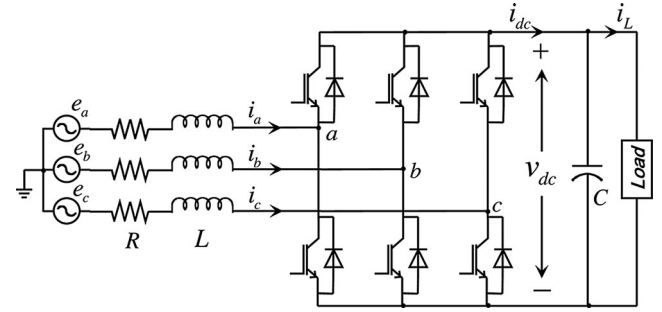 i_dc
i_L
+
e_a
i_a
a
e_b
i_b
b
v_dc
C
Load
e_c
i_c
c
R
L
−